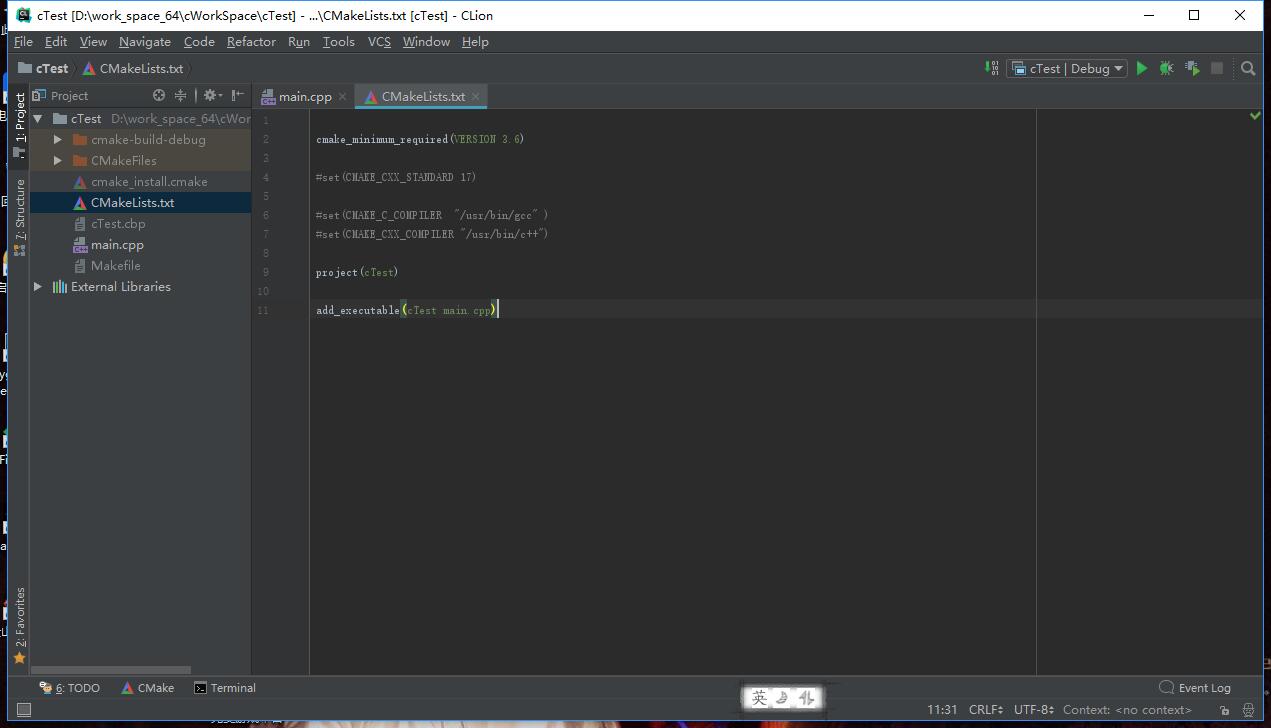 cTest [D:\work_space_64\cWorkSpace\cTest] - ...\CMakeLists.txt [cTest] - CLion
File Edit View Navigate Code Refactor Run Tools VCS Window Help
cTest CMakeLists.txt cTest | Debug
Project main.cpp CMakeLists.txt
1: Project
7: Structure
2: Favorites
cTest D:\work_space_64\cWor
cmake-build-debug
CMakeFiles
cmake_install.cmake
CMakeLists.txt
cTest.cbp
main.cpp
Makefile
External Libraries
1
2 cmake_minimum_required(VERSION 3.6)
3
4 #set(CMAKE_CXX_STANDARD 17)
5
6 #set(CMAKE_C_COMPILER "/usr/bin/gcc" )
7 #set(CMAKE_CXX_COMPILER "/usr/bin/c++")
8
9 project(cTest)
10
11 add_executable(cTest main.cpp)
6: TODO CMake Terminal Event Log
英
11:31 CRLF UTF-8 Context: <no context>